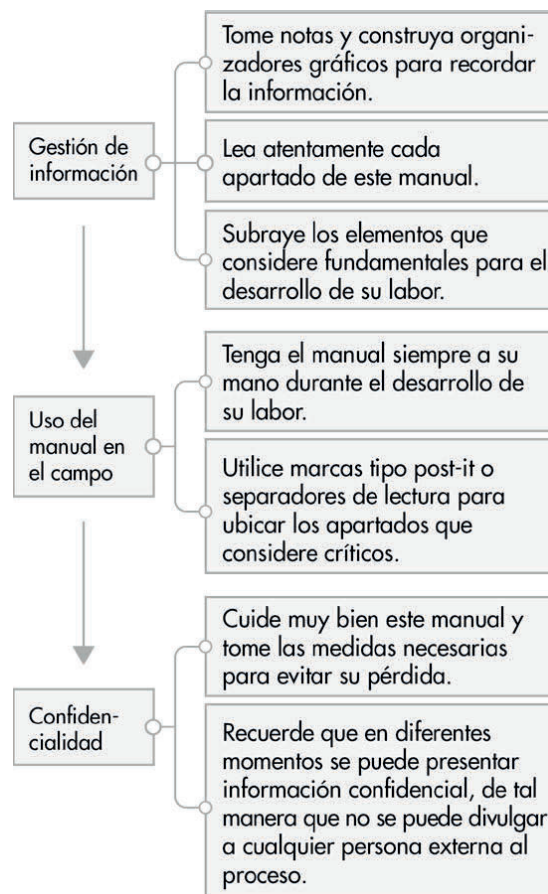 Tome notas y construya organi-
zadores gráficos para recordar
la información.
Gestión de
información
Lea atentamente cada
apartado de este manual.
Subraye los elementos que
considere fundamentales para el
desarrollo de su labor.
Tenga el manual siempre a su
mano durante el desarrollo de
su labor.
Uso del
manual en
el campo
Utilice marcas tipo post-it o
separadores de lectura para
ubicar los apartados que
considere críticos.
Cuide muy bien este manual y
tome las medidas necesarias
para evitar su pérdida.
Confiden-
cialidad
Recuerde que en diferentes
momentos se puede presentar
información confidencial, de tal
manera que no se puede divulgar
a cualquier persona externa al
proceso.